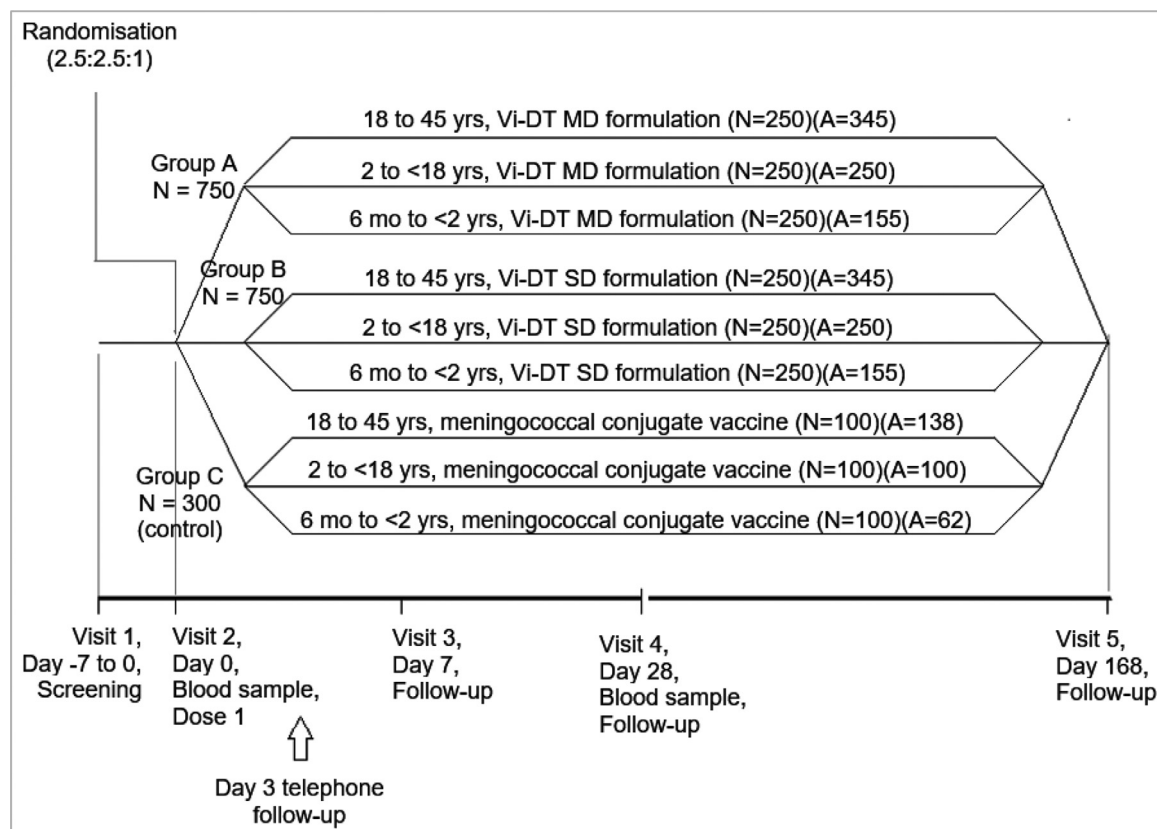 Randomisation
(2.5:2.5:1)
18 to 45 yrs, Vi-DT MD formulation (N=250)(A=345)
Group A
N = 750
2 to <18 yrs, Vi-DT MD formulation (N=250)(A=250)
6 mo to <2 yrs, Vi-DT MD formulation (N=250)(A=155)
Group B
N = 750
18 to 45 yrs, Vi-DT SD formulation (N=250)(A=345)
2 to <18 yrs, Vi-DT SD formulation (N=250)(A=250)
6 mo to <2 yrs, Vi-DT SD formulation (N=250)(A=155)
18 to 45 yrs, meningococcal conjugate vaccine (N=100)(A=138)
Group C
N = 300
(control)
2 to <18 yrs, meningococcal conjugate vaccine (N=100)(A=100)
6 mo to <2 yrs, meningococcal conjugate vaccine (N=100)(A=62)
Visit 1,
Day -7 to 0,
Screening
Visit 2,
Day 0,
Blood sample,
Dose 1
Day 3 telephone
follow-up
Visit 3,
Day 7,
Follow-up
Visit 4,
Day 28,
Blood sample,
Follow-up
Visit 5,
Day 168,
Follow-up